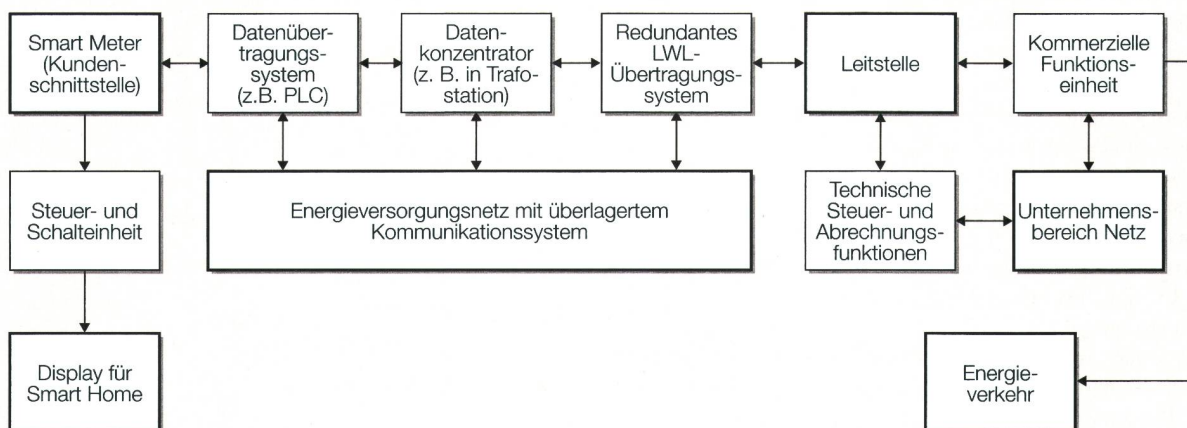 Smart Meter
(Kunden-
schnittstelle)
Datenüber-
tragungs-
system
(z.B. PLC)
Daten-
konzentrator
(z. B. in Trafo-
station)
Redundantes
LWL-
Übertragungs-
system
Leitstelle
Kommerzielle
Funktions-
einheit
Steuer- und
Schalteinheit
Energieversorgungsnetz mit überlagertem
Kommunikationssystem
Technische
Steuer- und
Abrechnungs-
funktionen
Unternehmens-
bereich Netz
Display für
Smart Home
Energie-
verkehr